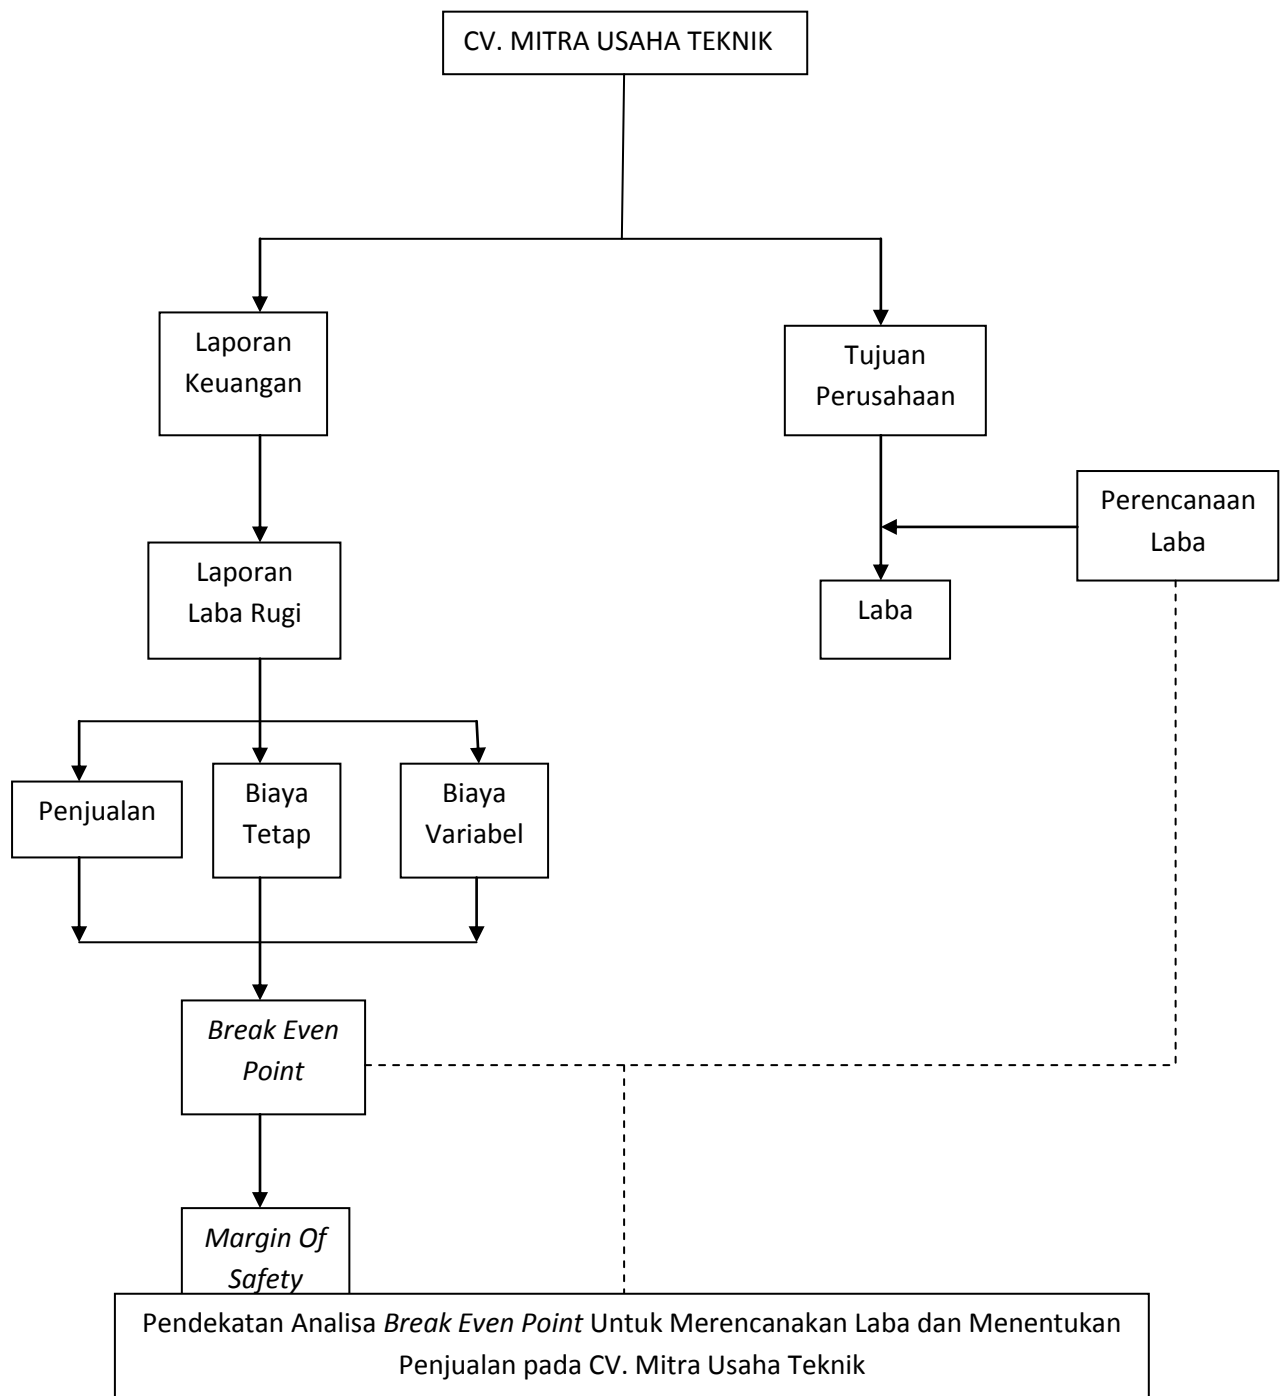 CV. MITRA USAHA TEKNIK
Laporan
Keuangan
Tujuan
Perusahaan
Perencanaan
Laba
Laporan
Laba Rugi
Laba
Penjualan
Biaya
Tetap
Biaya
Variabel
Break Even
Point
Margin Of
Safety
Pendekatan Analisa Break Even Point Untuk Merencanakan Laba dan Menentukan
Penjualan pada CV. Mitra Usaha Teknik